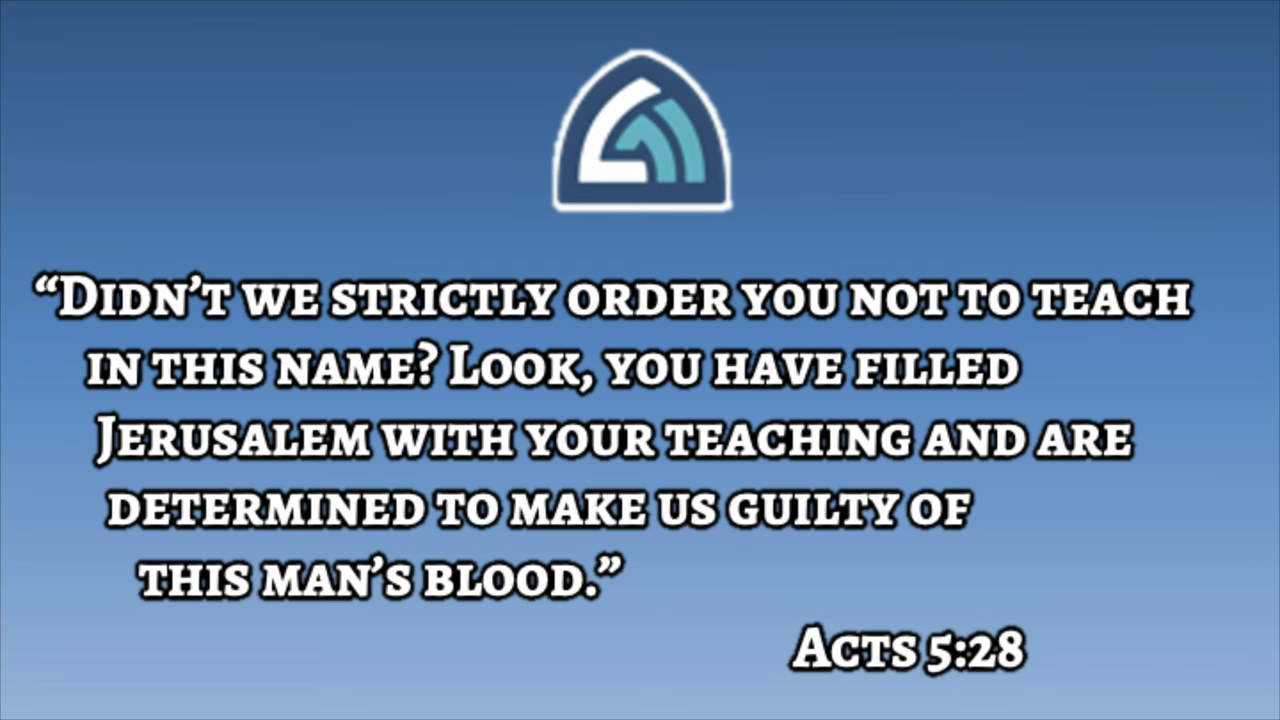 “Didn’t we strictly order you not to teach
in this name? Look, you have filled
Jerusalem with your teaching and are
determined to make us guilty of
this man’s blood.”
Acts 5:28